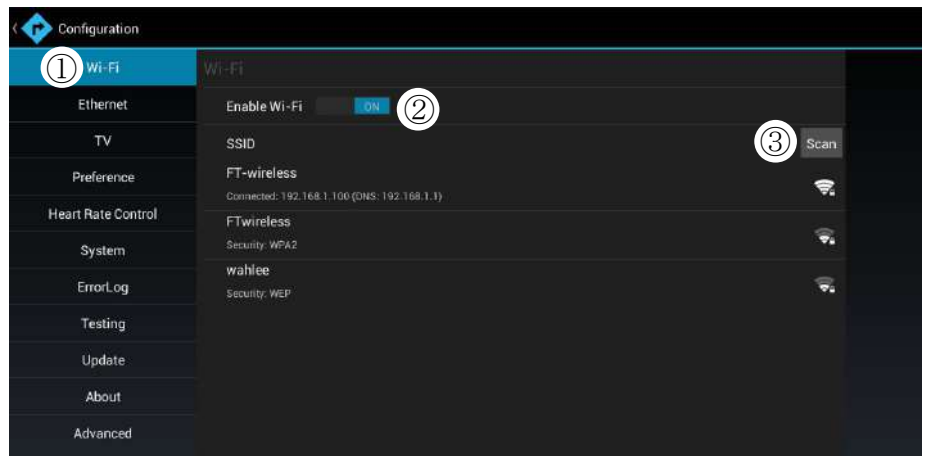 Configuration
① Wi-Fi
Ethernet
TV
Preference
Heart Rate Control
System
ErrorLog
Testing
Update
About
Advanced
Wi-Fi
Enable Wi-Fi ON ②
SSID ③ Scan
FT-wireless
Connected: 192.168.1.100 (DNS: 192.168.1.1)
FTwireless
Security: WPA2
wahlee
Security: WEP